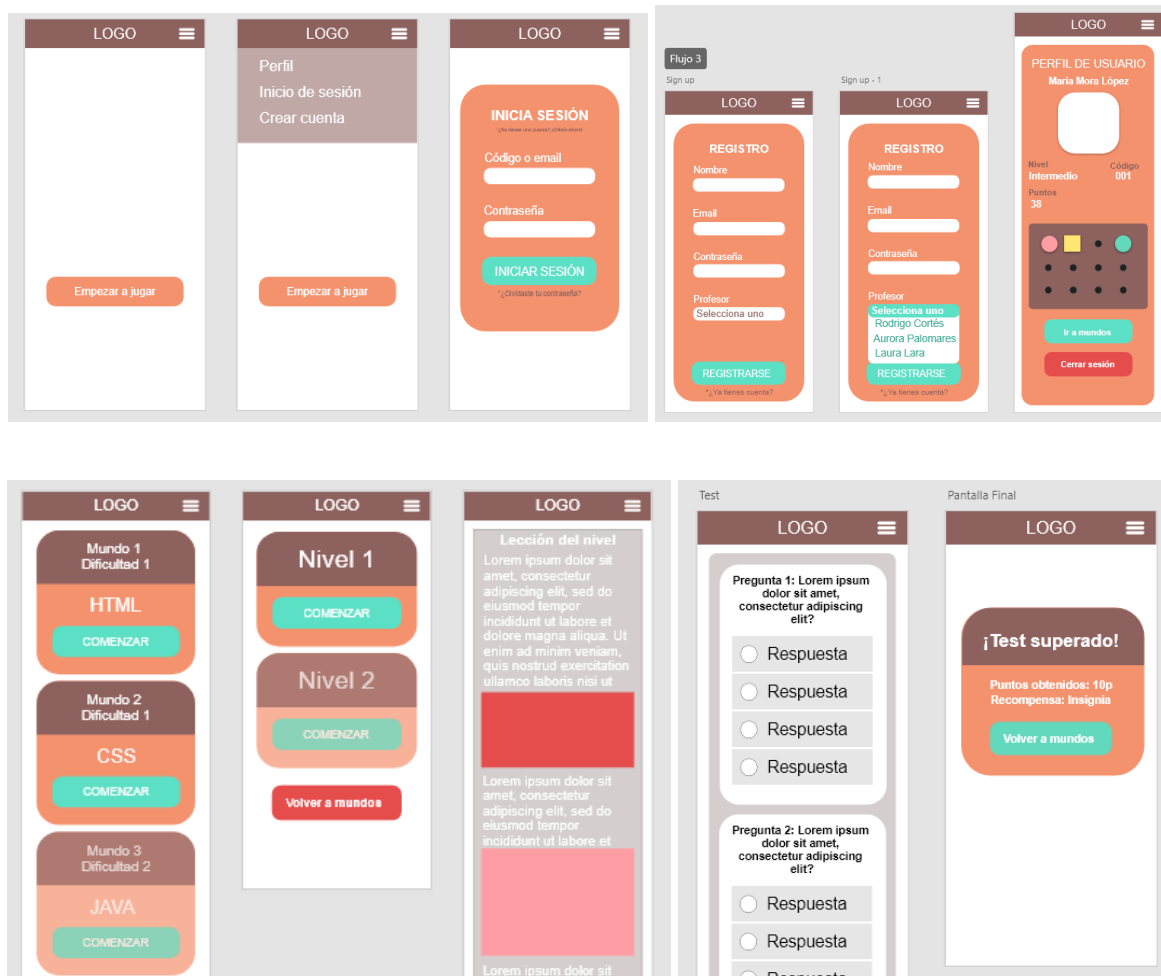 LOGO
Empezar a jugar
LOGO
Perfil
Inicio de sesión
Crear cuenta
Empezar a jugar
LOGO
INICIA SESIÓN
Código o email
Contraseña
INICIAR SESIÓN
*¿Olvidaste tu contraseña?
Flujo 3
Sign up
LOGO
REGISTRO
Nombre
Email
Contraseña
Profesor
Selecciona uno
REGISTRARSE
*¿Ya tienes cuenta?
Sign up - 1
LOGO
REGISTRO
Nombre
Email
Contraseña
Profesor
Selecciona uno
Rodrigo Cortés
Aurora Palomares
Laura Lara
REGISTRARSE
*¿Ya tienes cuenta?
LOGO
PERFIL DE USUARIO
Maria Mora López
Nivel
Intermedio
Código
001
Puntos
38
Ir a mundos
Cerrar sesión
LOGO
Mundo 1
Dificultad 1
HTML
COMENZAR
Mundo 2
Dificultad 1
CSS
COMENZAR
Mundo 3
Dificultad 2
JAVA
COMENZAR
LOGO
Nivel 1
COMENZAR
Nivel 2
COMENZAR
Volver a mundos
LOGO
Lección del nivel
Lorem ipsum dolor sit
amet, consectetur
adipiscing elit, sed do
eiusmod tempor
incididunt ut labore et
dolore magna aliqua. Ut
enim ad minim veniam,
quis nostrud exercitation
ullamco laboris nisi ut
Lorem ipsum dolor sit
amet, consectetur
adipiscing elit, sed do
eiusmod tempor
incididunt ut labore et
Lorem ipsum dolor sit
Test
LOGO
Pregunta 1: Lorem ipsum
dolor sit amet,
consectetur adipiscing
elit?
Respuesta
Respuesta
Respuesta
Respuesta
Pregunta 2: Lorem ipsum
dolor sit amet,
consectetur adipiscing
elit?
Respuesta
Respuesta
Respuesta
Pantalla Final
LOGO
¡Test superado!
Puntos obtenidos: 10p
Recompensa: Insignia
Volver a mundos